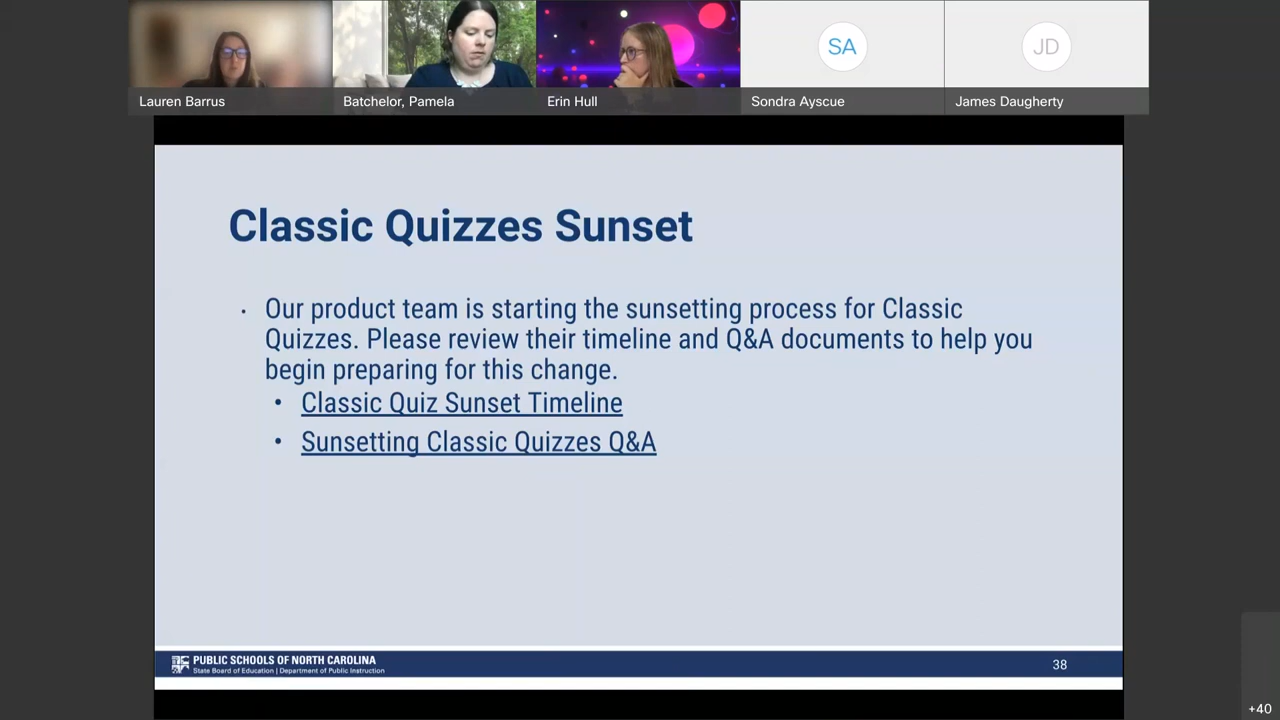 SA
JD
Lauren Barrus
Batchelor, Pamela
Erin Hull
Sondra Ayscue
James Daugherty
Classic Quizzes Sunset
• Our product team is starting the sunsetting process for Classic
Quizzes. Please review their timeline and Q&A documents to help you
begin preparing for this change.
• Classic Quiz Sunset Timeline
• Sunsetting Classic Quizzes Q&A
PUBLIC SCHOOLS OF NORTH CAROLINA
State Board of Education | Department of Public Instruction
38
+40